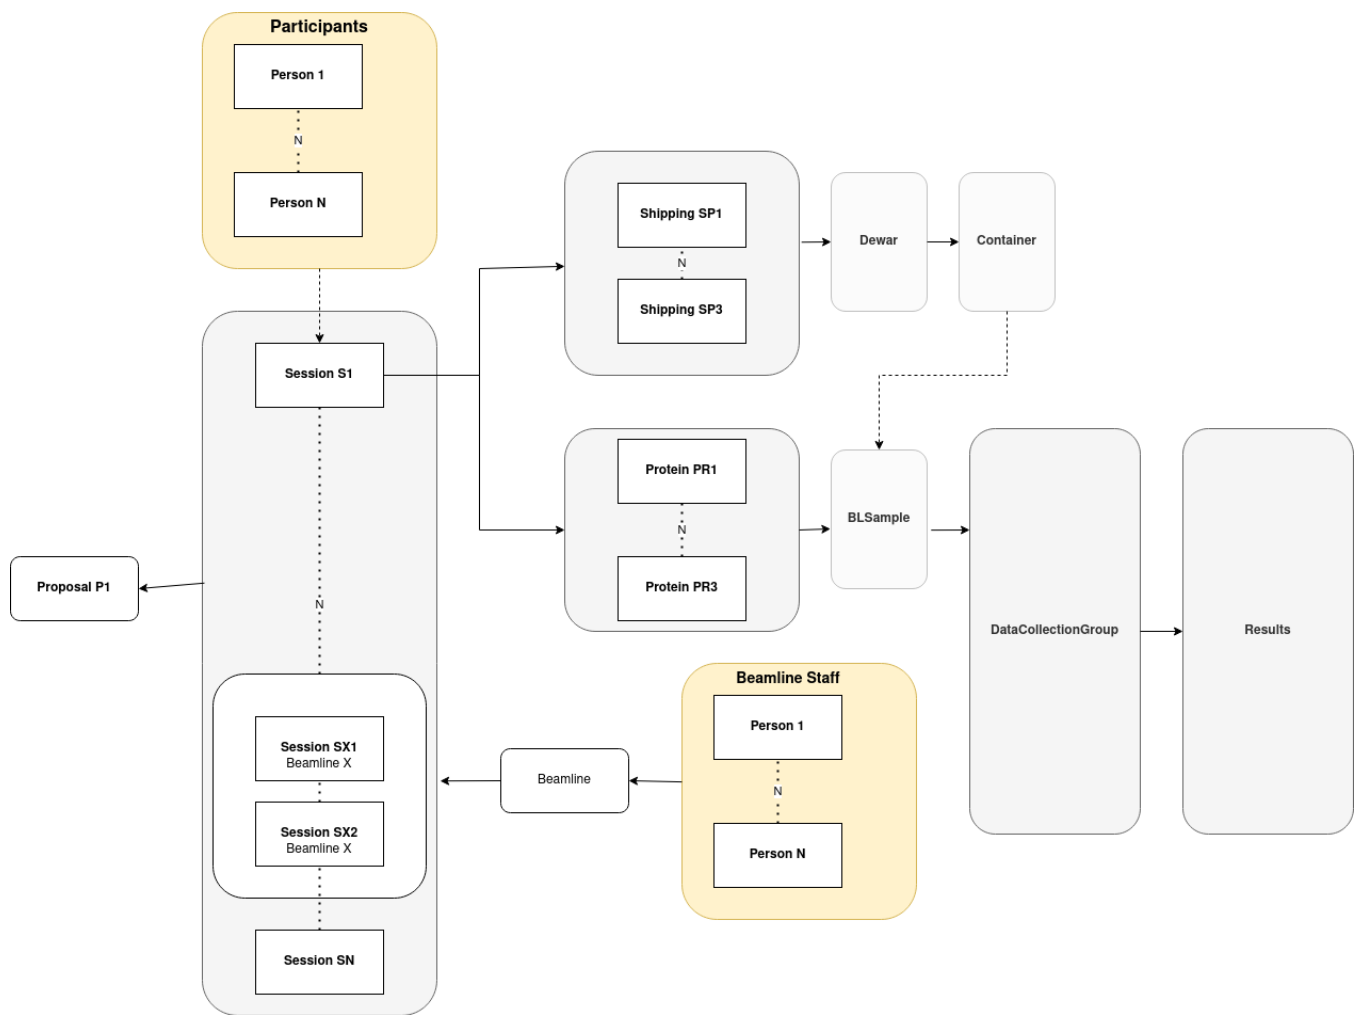 Participants
Person 1
N
Person N
Shipping SP1
N
Shipping SP3
Dewar
Container
Session S1
N
Protein PR1
N
Protein PR3
BLSample
DataCollectionGroup
Results
Proposal P1
Session SX1
Beamline X
Session SX2
Beamline X
Session SN
Beamline
Beamline Staff
Person 1
N
Person N